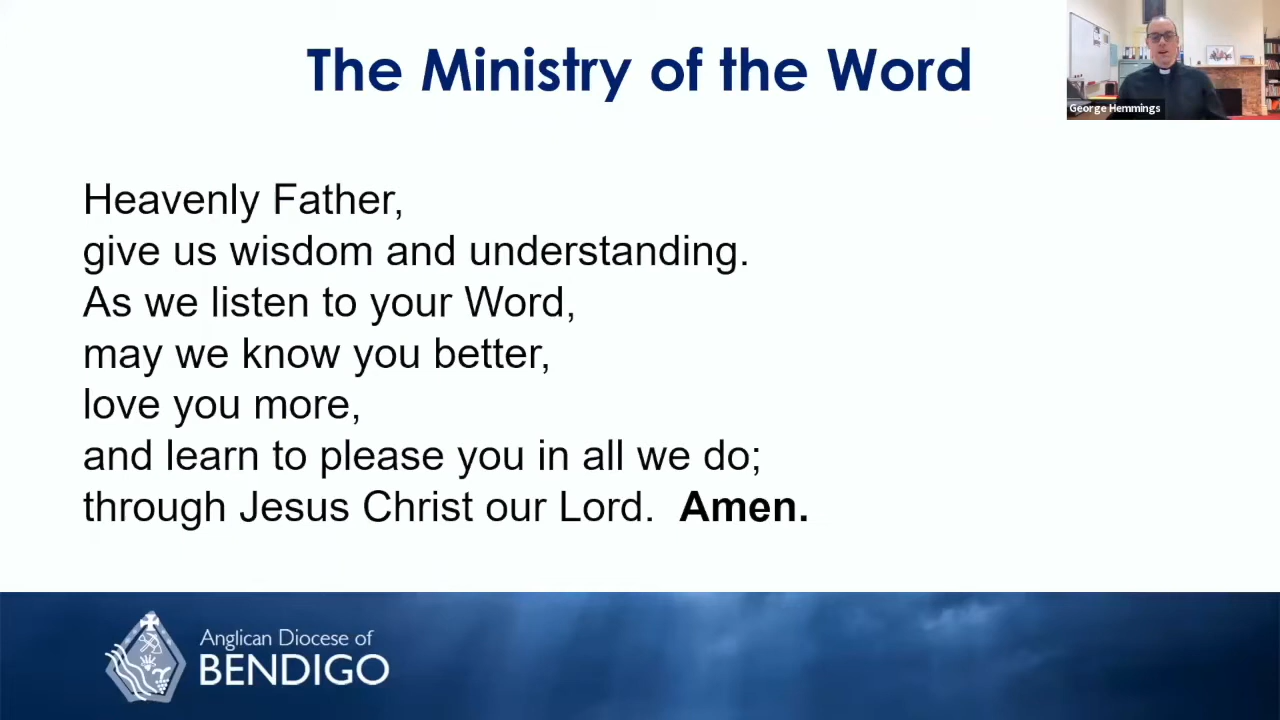 The Ministry of the Word
George Hemmings
Heavenly Father,
give us wisdom and understanding.
As we listen to your Word,
may we know you better,
love you more,
and learn to please you in all we do;
through Jesus Christ our Lord. Amen.
Anglican Diocese of
BENDIGO